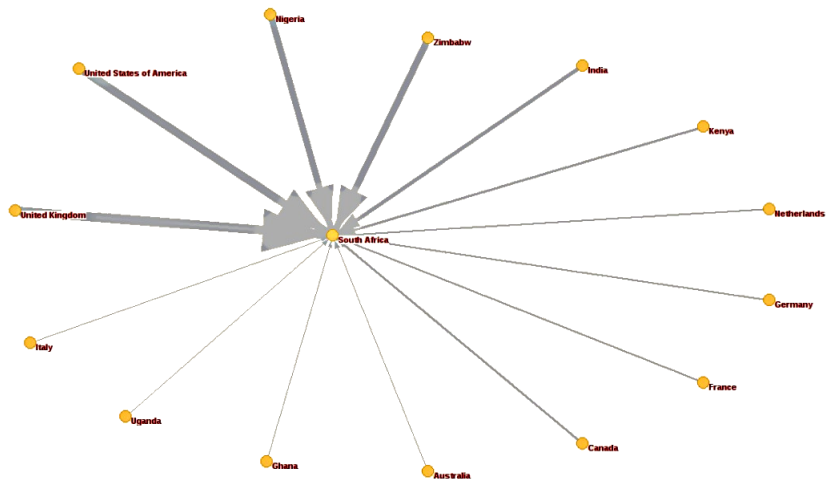 Nigeria
Zimbabw
United States of America
India
Kenya
United Kingdom
Netherlands
South Africa
Germany
Italy
France
Uganda
Canada
Ghana
Australia